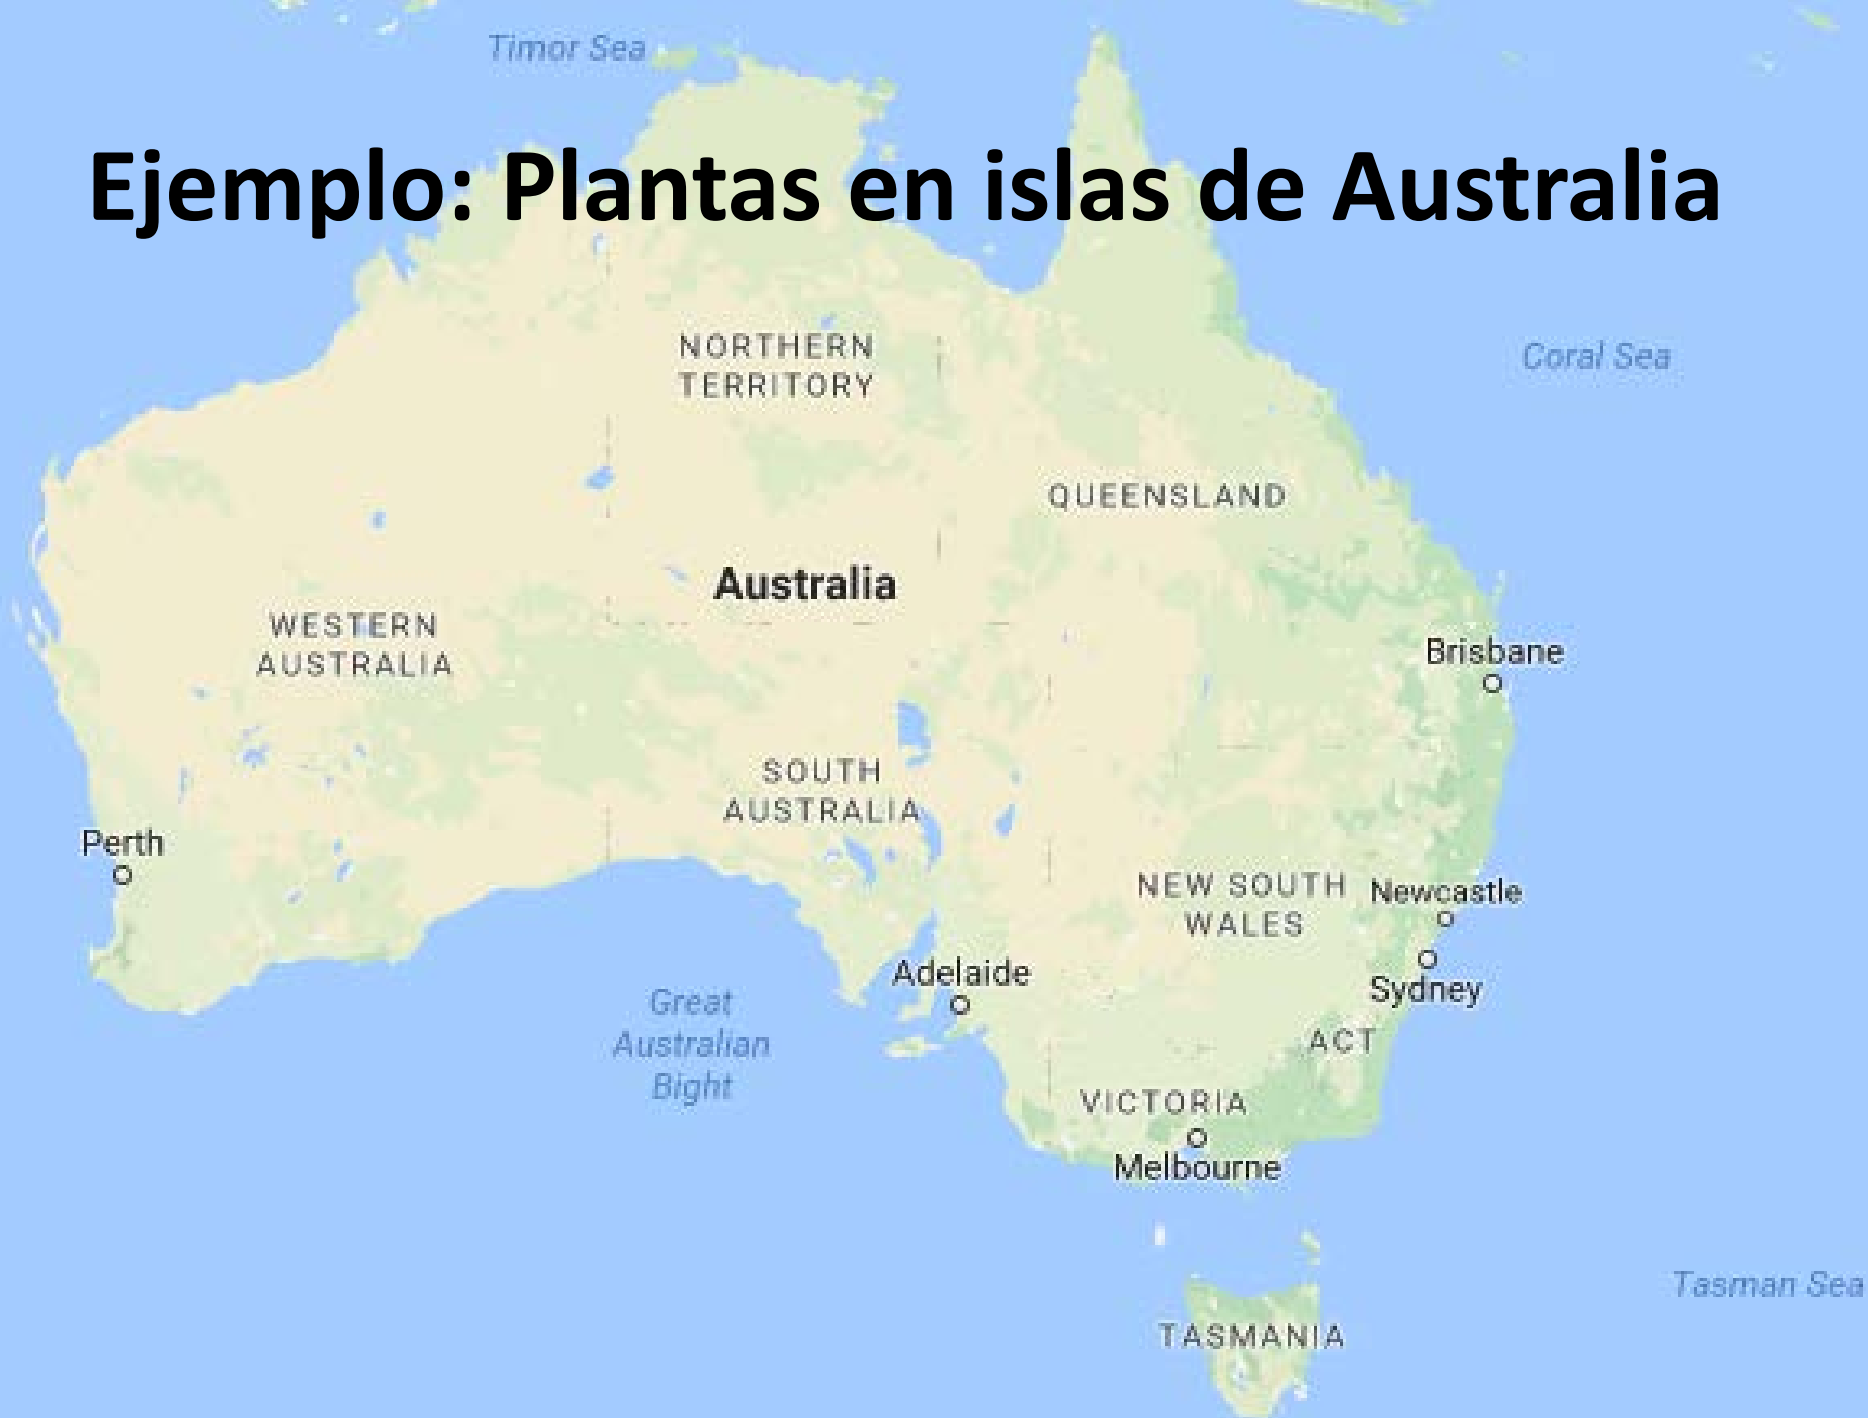 Timor Sea
Ejemplo: Plantas en islas de Australia
NORTHERN
TERRITORY
Coral Sea
QUEENSLAND
Australia
WESTERN
AUSTRALIA
Brisbane
SOUTH
AUSTRALIA
Perth
NEW SOUTH
WALES
Newcastle
Sydney
Adelaide
Great
Australian
Bight
ACT
VICTORIA
Melbourne
Tasman Sea
TASMANIA